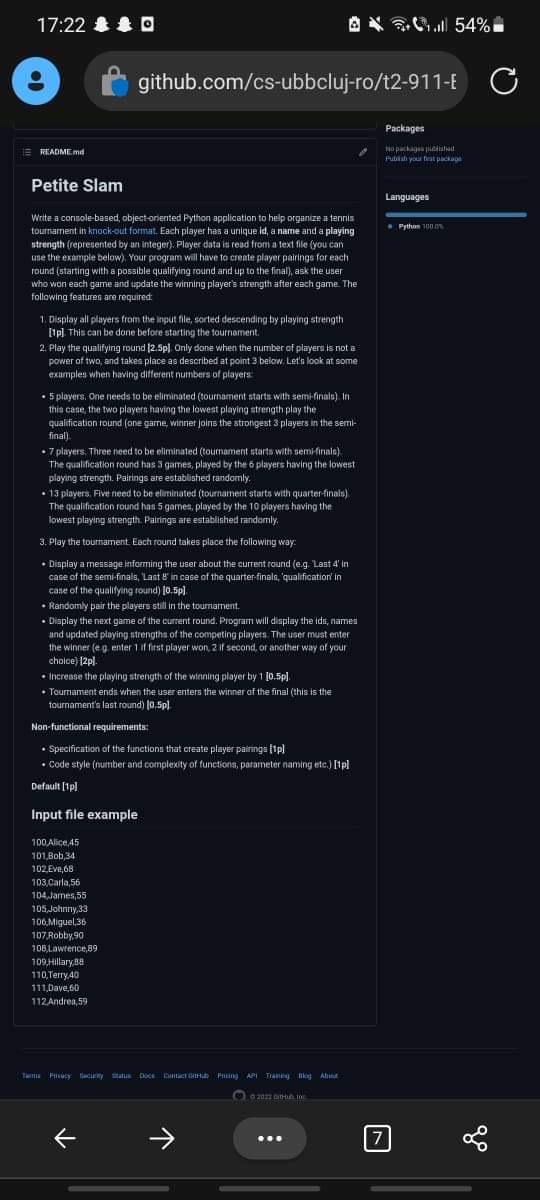 17:22
54%
github.com/cs-ubbcluj-ro/t2-911-E
Packages
No packages published
Publish your first package
Languages
Python 100.0%
README.md
Petite Slam
Write a console-based, object-oriented Python application to help organize a tennis
tournament in knock-out format. Each player has a unique id, a name and a playing
strength (represented by an integer). Player data is read from a text file (you can
use the example below). Your program will have to create player pairings for each
round (starting with a possible qualifying round and up to the final), ask the user
who won each game and update the winning player's strength after each game. The
following features are required:
1. Display all players from the input file, sorted descending by playing strength
[1p]. This can be done before starting the tournament.
2. Play the qualifying round [2.5p]. Only done when the number of players is not a
power of two, and takes place as described at point 3 below. Let's look at some
examples when having different numbers of players:
• 5 players. One needs to be eliminated (tournament starts with semi-finals). In
this case, the two players having the lowest playing strength play the
qualification round (one game, winner joins the strongest 3 players in the semi-
final).
• 7 players. Three need to be eliminated (tournament starts with semi-finals).
The qualification round has 3 games, played by the 6 players having the lowest
playing strength. Pairings are established randomly.
• 13 players. Five need to be eliminated (tournament starts with quarter-finals).
The qualification round has 5 games, played by the 10 players having the
lowest playing strength. Pairings are established randomly.
3. Play the tournament. Each round takes place the following way:
• Display a message informing the user about the current round (e.g. 'Last 4' in
case of the semi-finals, 'Last 8' in case of the quarter-finals, 'qualification' in
case of the qualifying round) [0.5p].
• Randomly pair the players still in the tournament.
• Display the next game of the current round. Program will display the ids, names
and updated playing strengths of the competing players. The user must enter
the winner (e.g. enter 1 if first player won, 2 if second, or another way of your
choice) [2p].
• Increase the playing strength of the winning player by 1 [0.5p].
• Tournament ends when the user enters the winner of the final (this is the
tournament's last round) [0.5p].
Non-functional requirements:
• Specification of the functions that create player pairings [1p]
• Code style (number and complexity of functions, parameter naming etc.) [1p]
Default [1p]
Input file example
100,Alice,45
101,Bob,34
102,Eve,68
103,Carla,56
104,James,55
105,Johnny,33
106,Miguel,36
107,Robby,90
108,Lawrence,89
109,Hillary,88
110,Terry,40
111,Dave,60
112,Andrea,59
Terms Privacy Security Status Docs Contact GitHub Pricing API Training Blog About
© 2022 GitHub, Inc.
7